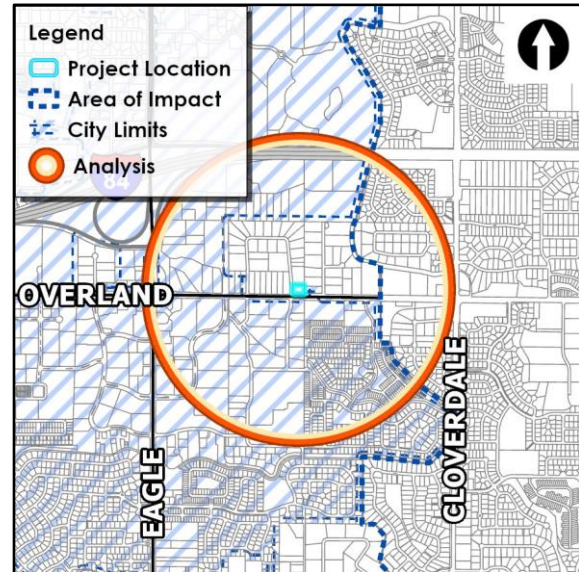 Legend
Project Location
Area of Impact
City Limits
Analysis
84
OVERLAND
EAGLE
CLOVERDALE